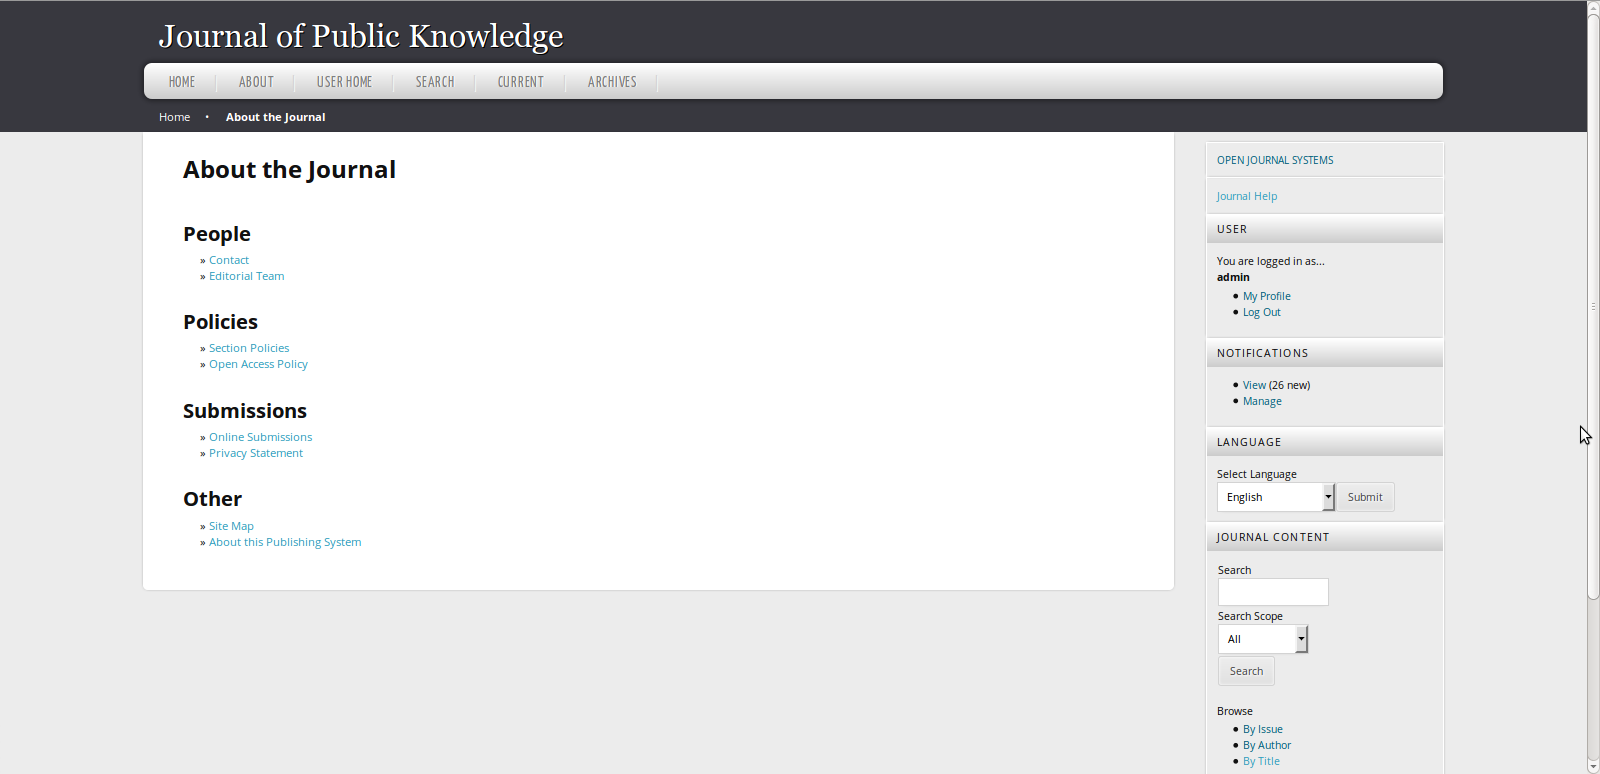 Journal of Public Knowledge
HOME ABOUT USER HOME SEARCH CURRENT ARCHIVES
Home • About the Journal
About the Journal
People
» Contact
» Editorial Team
Policies
» Section Policies
» Open Access Policy
Submissions
» Online Submissions
» Privacy Statement
Other
» Site Map
» About this Publishing System
OPEN JOURNAL SYSTEMS
Journal Help
USER
You are logged in as...
admin
• My Profile
• Log Out
NOTIFICATIONS
• View (26 new)
• Manage
LANGUAGE
Select Language
English Submit
JOURNAL CONTENT
Search
Search Scope
All
Search
Browse
• By Issue
• By Author
• By Title